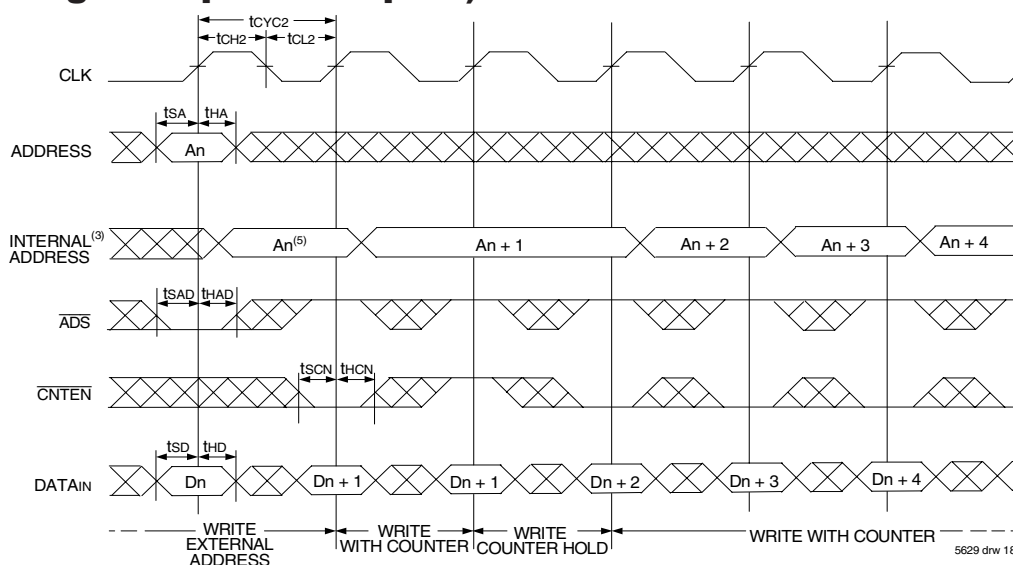 tCYC2
tCH2 tCL2
CLK
tSA tHA
ADDRESS An
INTERNAL(3) ADDRESS An(5) An + 1 An + 2 An + 3 An + 4
tSAD tHAD
ADS
tSCN tHCN
CNTEN
tSD tHD
DATAIN Dn Dn + 1 Dn + 1 Dn + 2 Dn + 3 Dn + 4
WRITE EXTERNAL ADDRESS
WRITE WITH COUNTER
WRITE COUNTER HOLD
WRITE WITH COUNTER
5629 drw 18